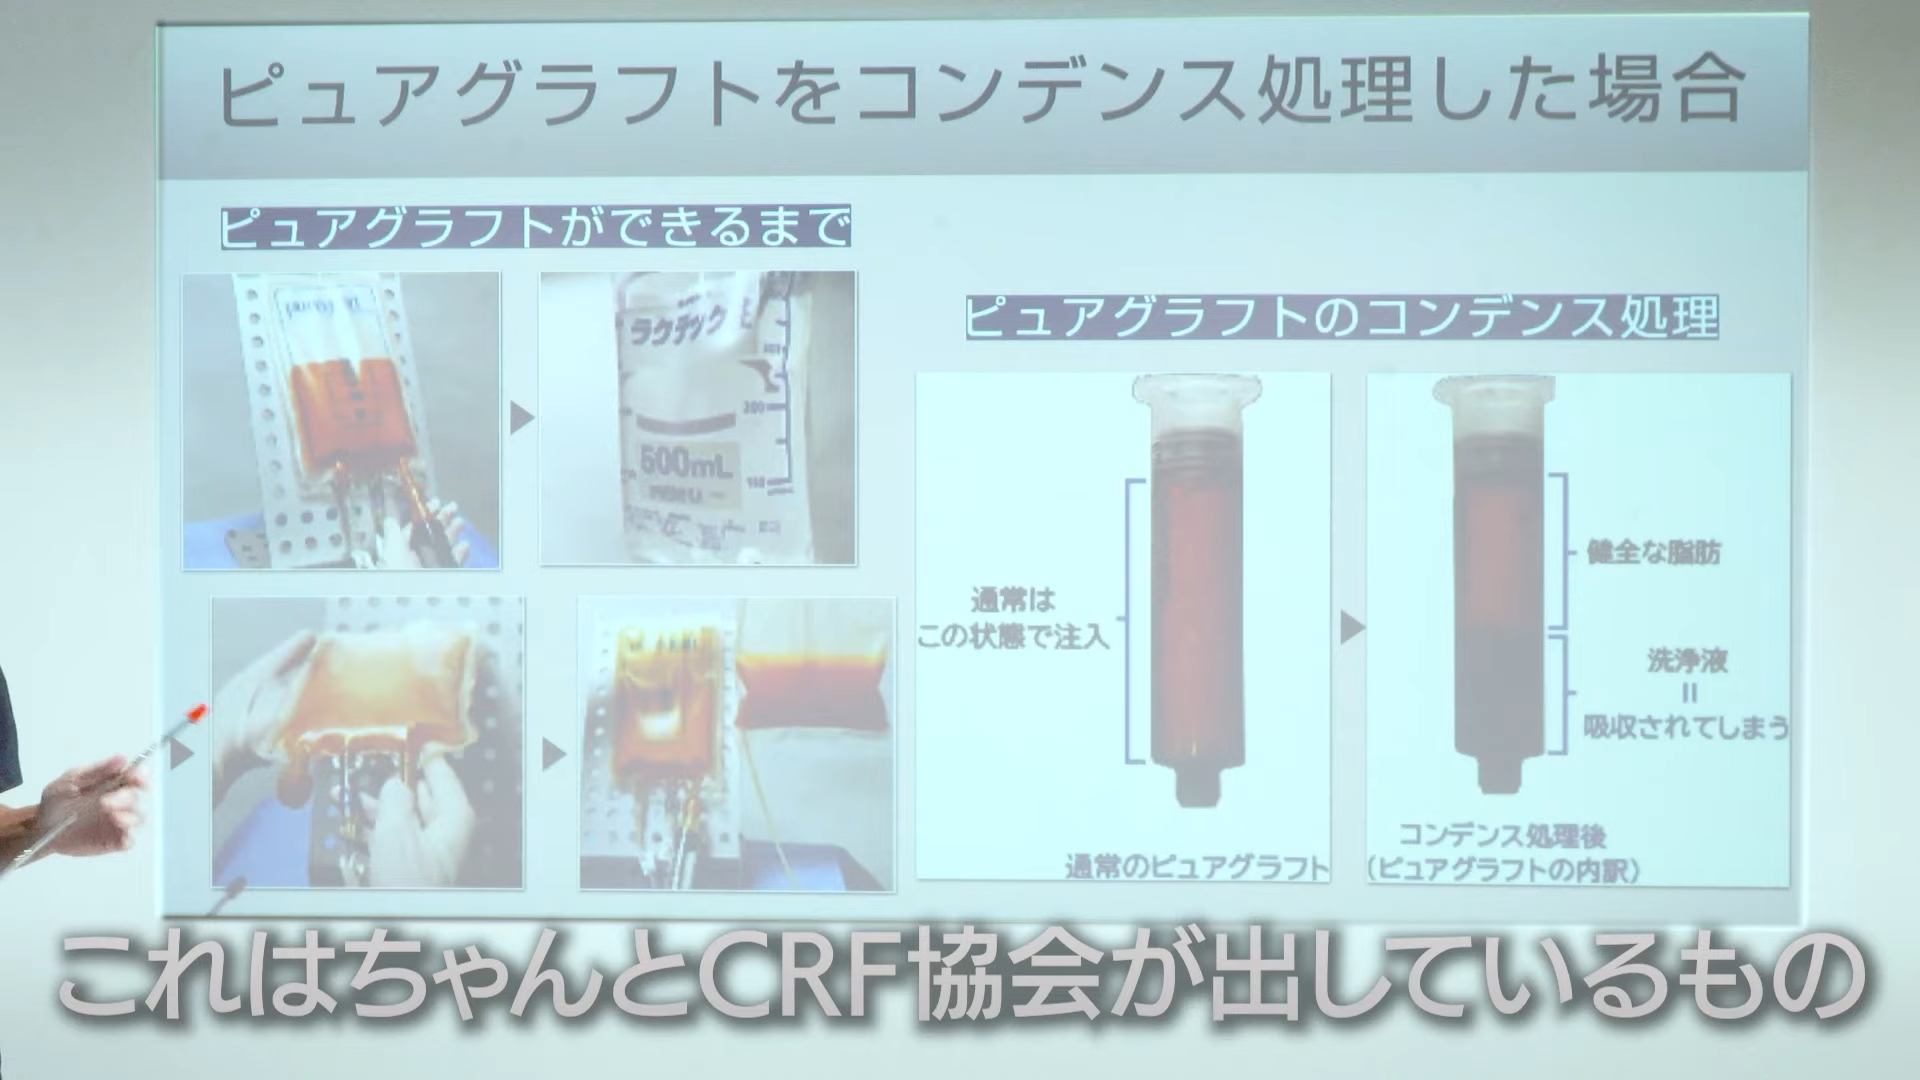 ピュアグラフトをコンデンス処理した場合
ピュアグラフトができるまで
ラクテック
500mL
ピュアグラフトのコンデンス処理
通常は
この状態で注入
通常のピュアグラフト
健全な脂肪
洗浄液
=
吸収されてしまう
コンデンス処理後
(ピュアグラフトの内訳)
これはちゃんとCRF協会が出しているもの